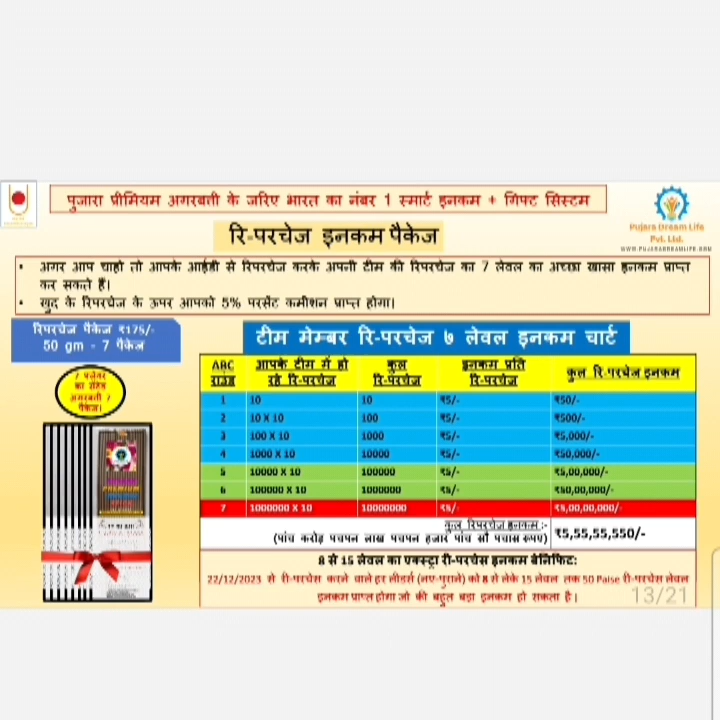 पुजारा प्रीमियम अगरबती के जरिए भारत का नंबर 1 स्मार्ट इनकम + गिफ्ट सिस्टम
Pujara Dream Life
Pvt. Ltd.
WWW.PUJARADREAMLIFE.COM
रि-परचेज इनकम पैकेज
• अगर आप चाहो तो आपके आईडी से रिपरचेज करके अपनी टीम की रिपरचेज का 7 लेवल का अच्छा खासा इनकम प्राप्त
कर सकते हैं।
• खुद के रिपरचेज के ऊपर आपको 5% परसेंट कमीशन प्राप्त होगा।
रिपरचेज पैकेज ₹175/-
50 gm - 7 पैकेज
7 फ्लेवर
का सेटेड
अगरबती 7
पैकेज।
टीम मेम्बर रि-परचेज ७ लेवल इनकम चार्ट
ABC राउंड आपके टीम में हो रहे रि-परचेज कुल रि-परचेज इनकम प्रति रि-परचेज कुल रि-परचेज इनकम
1 10 10 ₹5/- ₹50/-
2 10 X 10 100 ₹5/- ₹500/-
3 100 X 10 1000 ₹5/- ₹5,000/-
4 1000 X 10 10000 ₹5/- ₹50,000/-
5 10000 X 10 100000 ₹5/- ₹5,00,000/-
6 100000 X 10 1000000 ₹5/- ₹50,00,000/-
7 1000000 X 10 10000000 ₹5/- ₹5,00,00,000/-
कुल रिपरचेज इनकम :-
(पांच करोड़ पचपन लाख पचपन हजार पांच सौ पचास रूपए) ₹5,55,55,550/-
8 से 15 लेवल का एक्स्ट्रा री-परचेस इनकम बेनिफिट:
22/12/2023 से री-परचेस करने वाले हर लीडर्स (नए-पुराने) को 8 से लेके 15 लेवल तक 50 Paise री-परचेस लेवल
इनकम प्राप्त होगा जो की बहुत बड़ा इनकम हो सकता है।
13/21